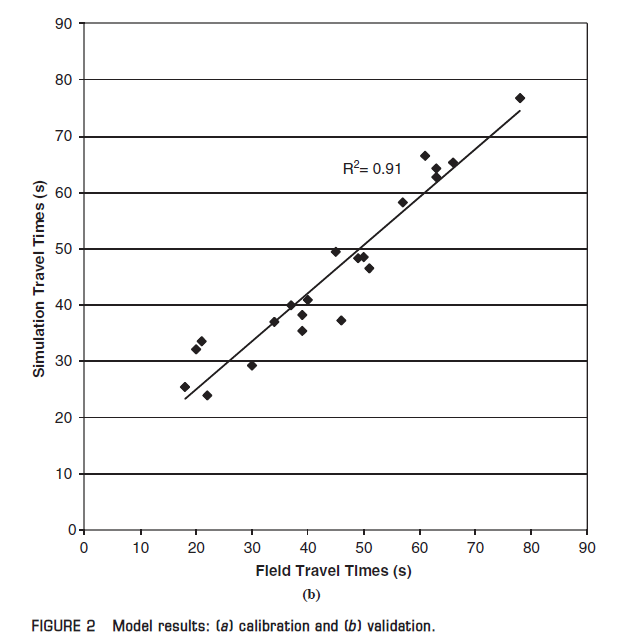 90
80
70
60
50
40
30
20
10
0
Simulation Travel Times (s)
R²= 0.91
0 10 20 30 40 50 60 70 80 90
Field Travel Times (s)
(b)
FIGURE 2 Model results: (a) calibration and (b) validation.